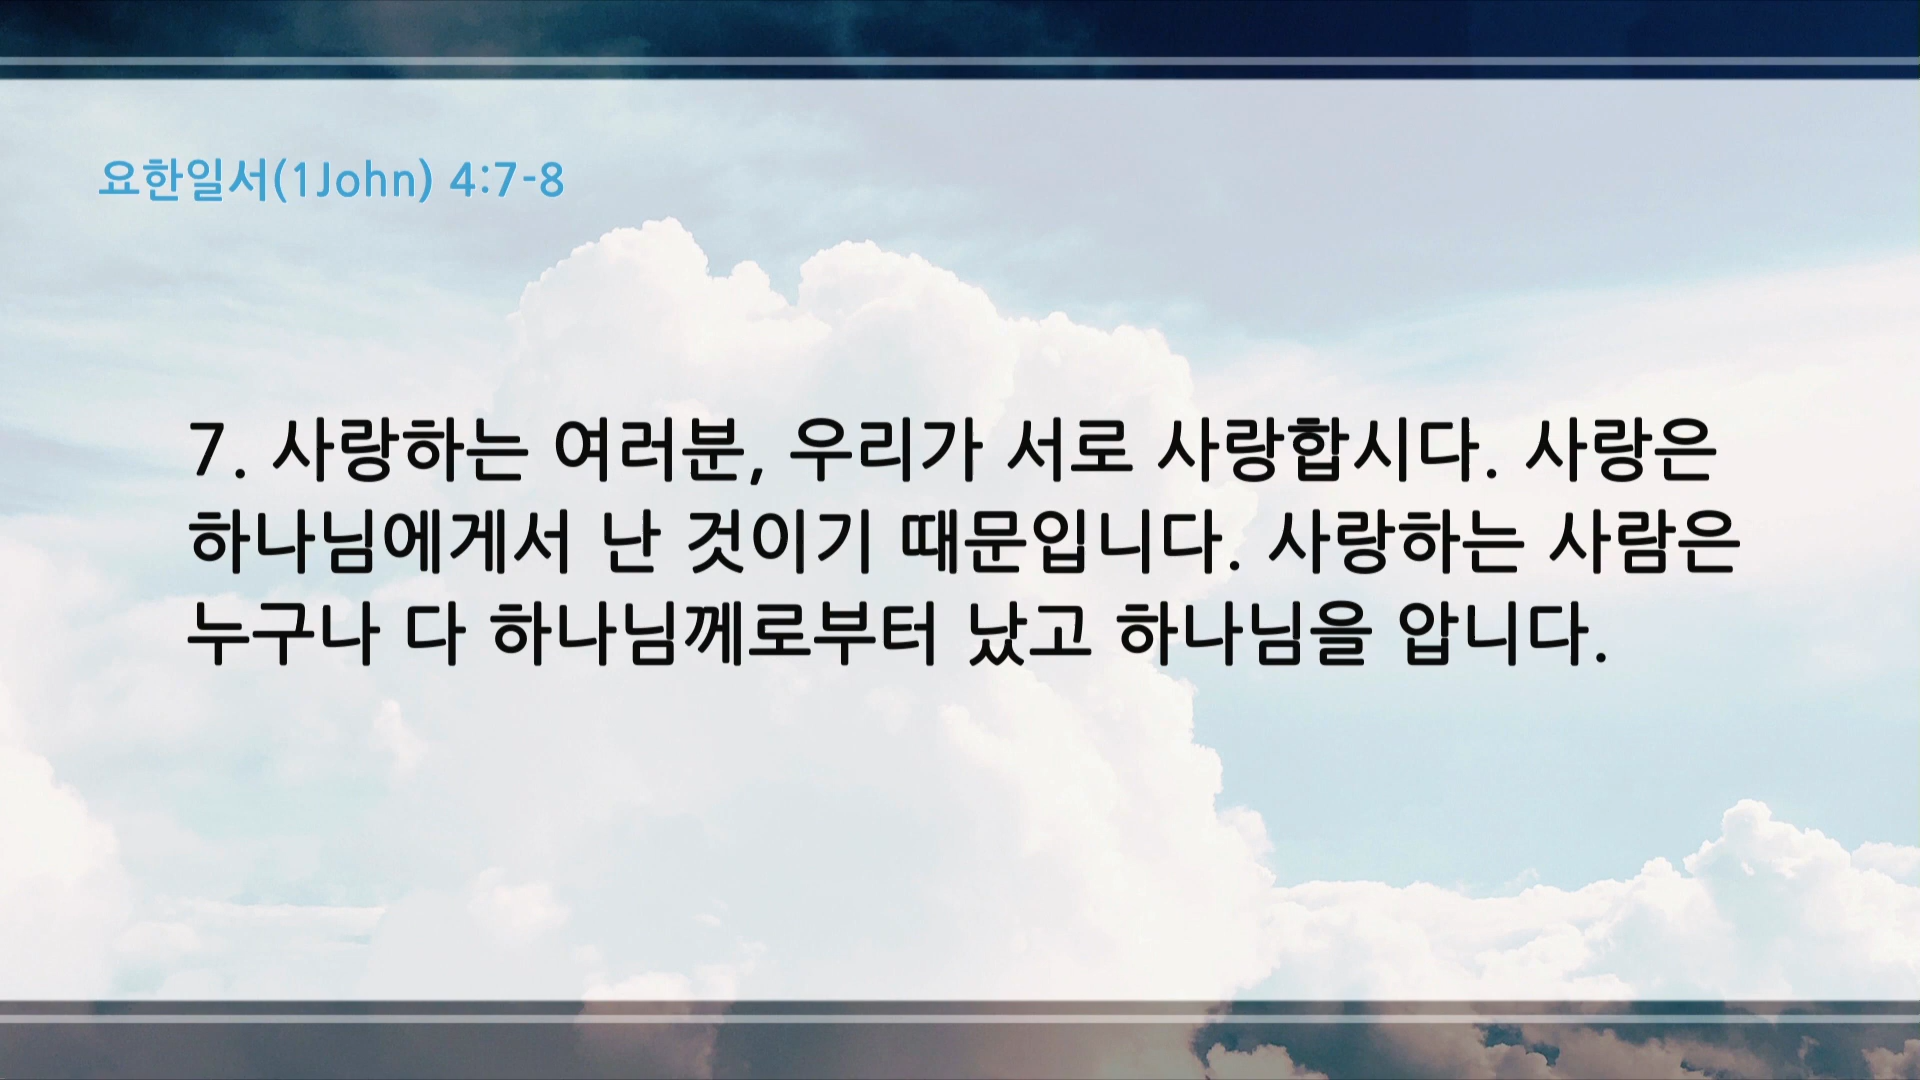 요한일서(1John) 4:7-8
7. 사랑하는 여러분, 우리가 서로 사랑합시다. 사랑은
하나님에게서 난 것이기 때문입니다. 사랑하는 사람은
누구나 다 하나님께로부터 났고 하나님을 압니다.